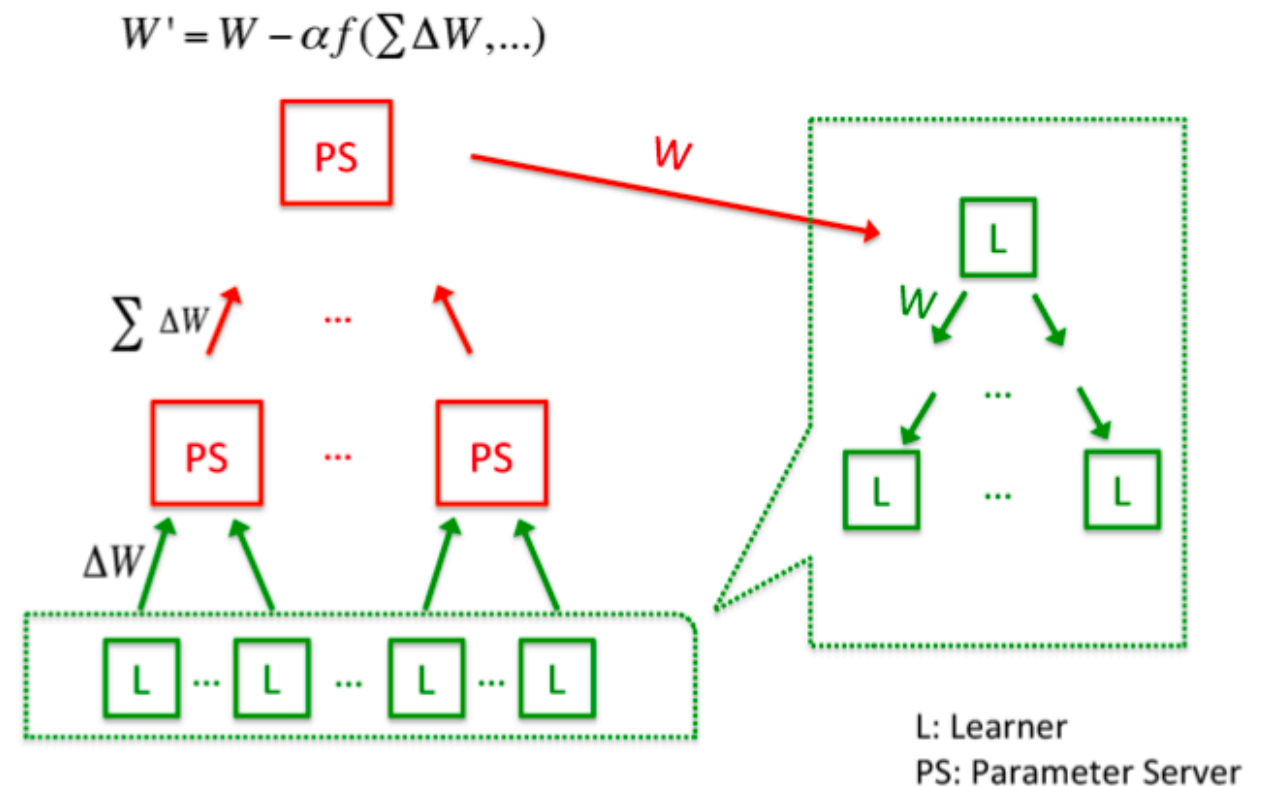 W' = W − αf(∑ΔW,...)
PS
W
L
W
∑ ΔW
...
...
PS
...
PS
L
...
L
ΔW
L
...
L
...
L
...
L
L: Learner
PS: Parameter Server